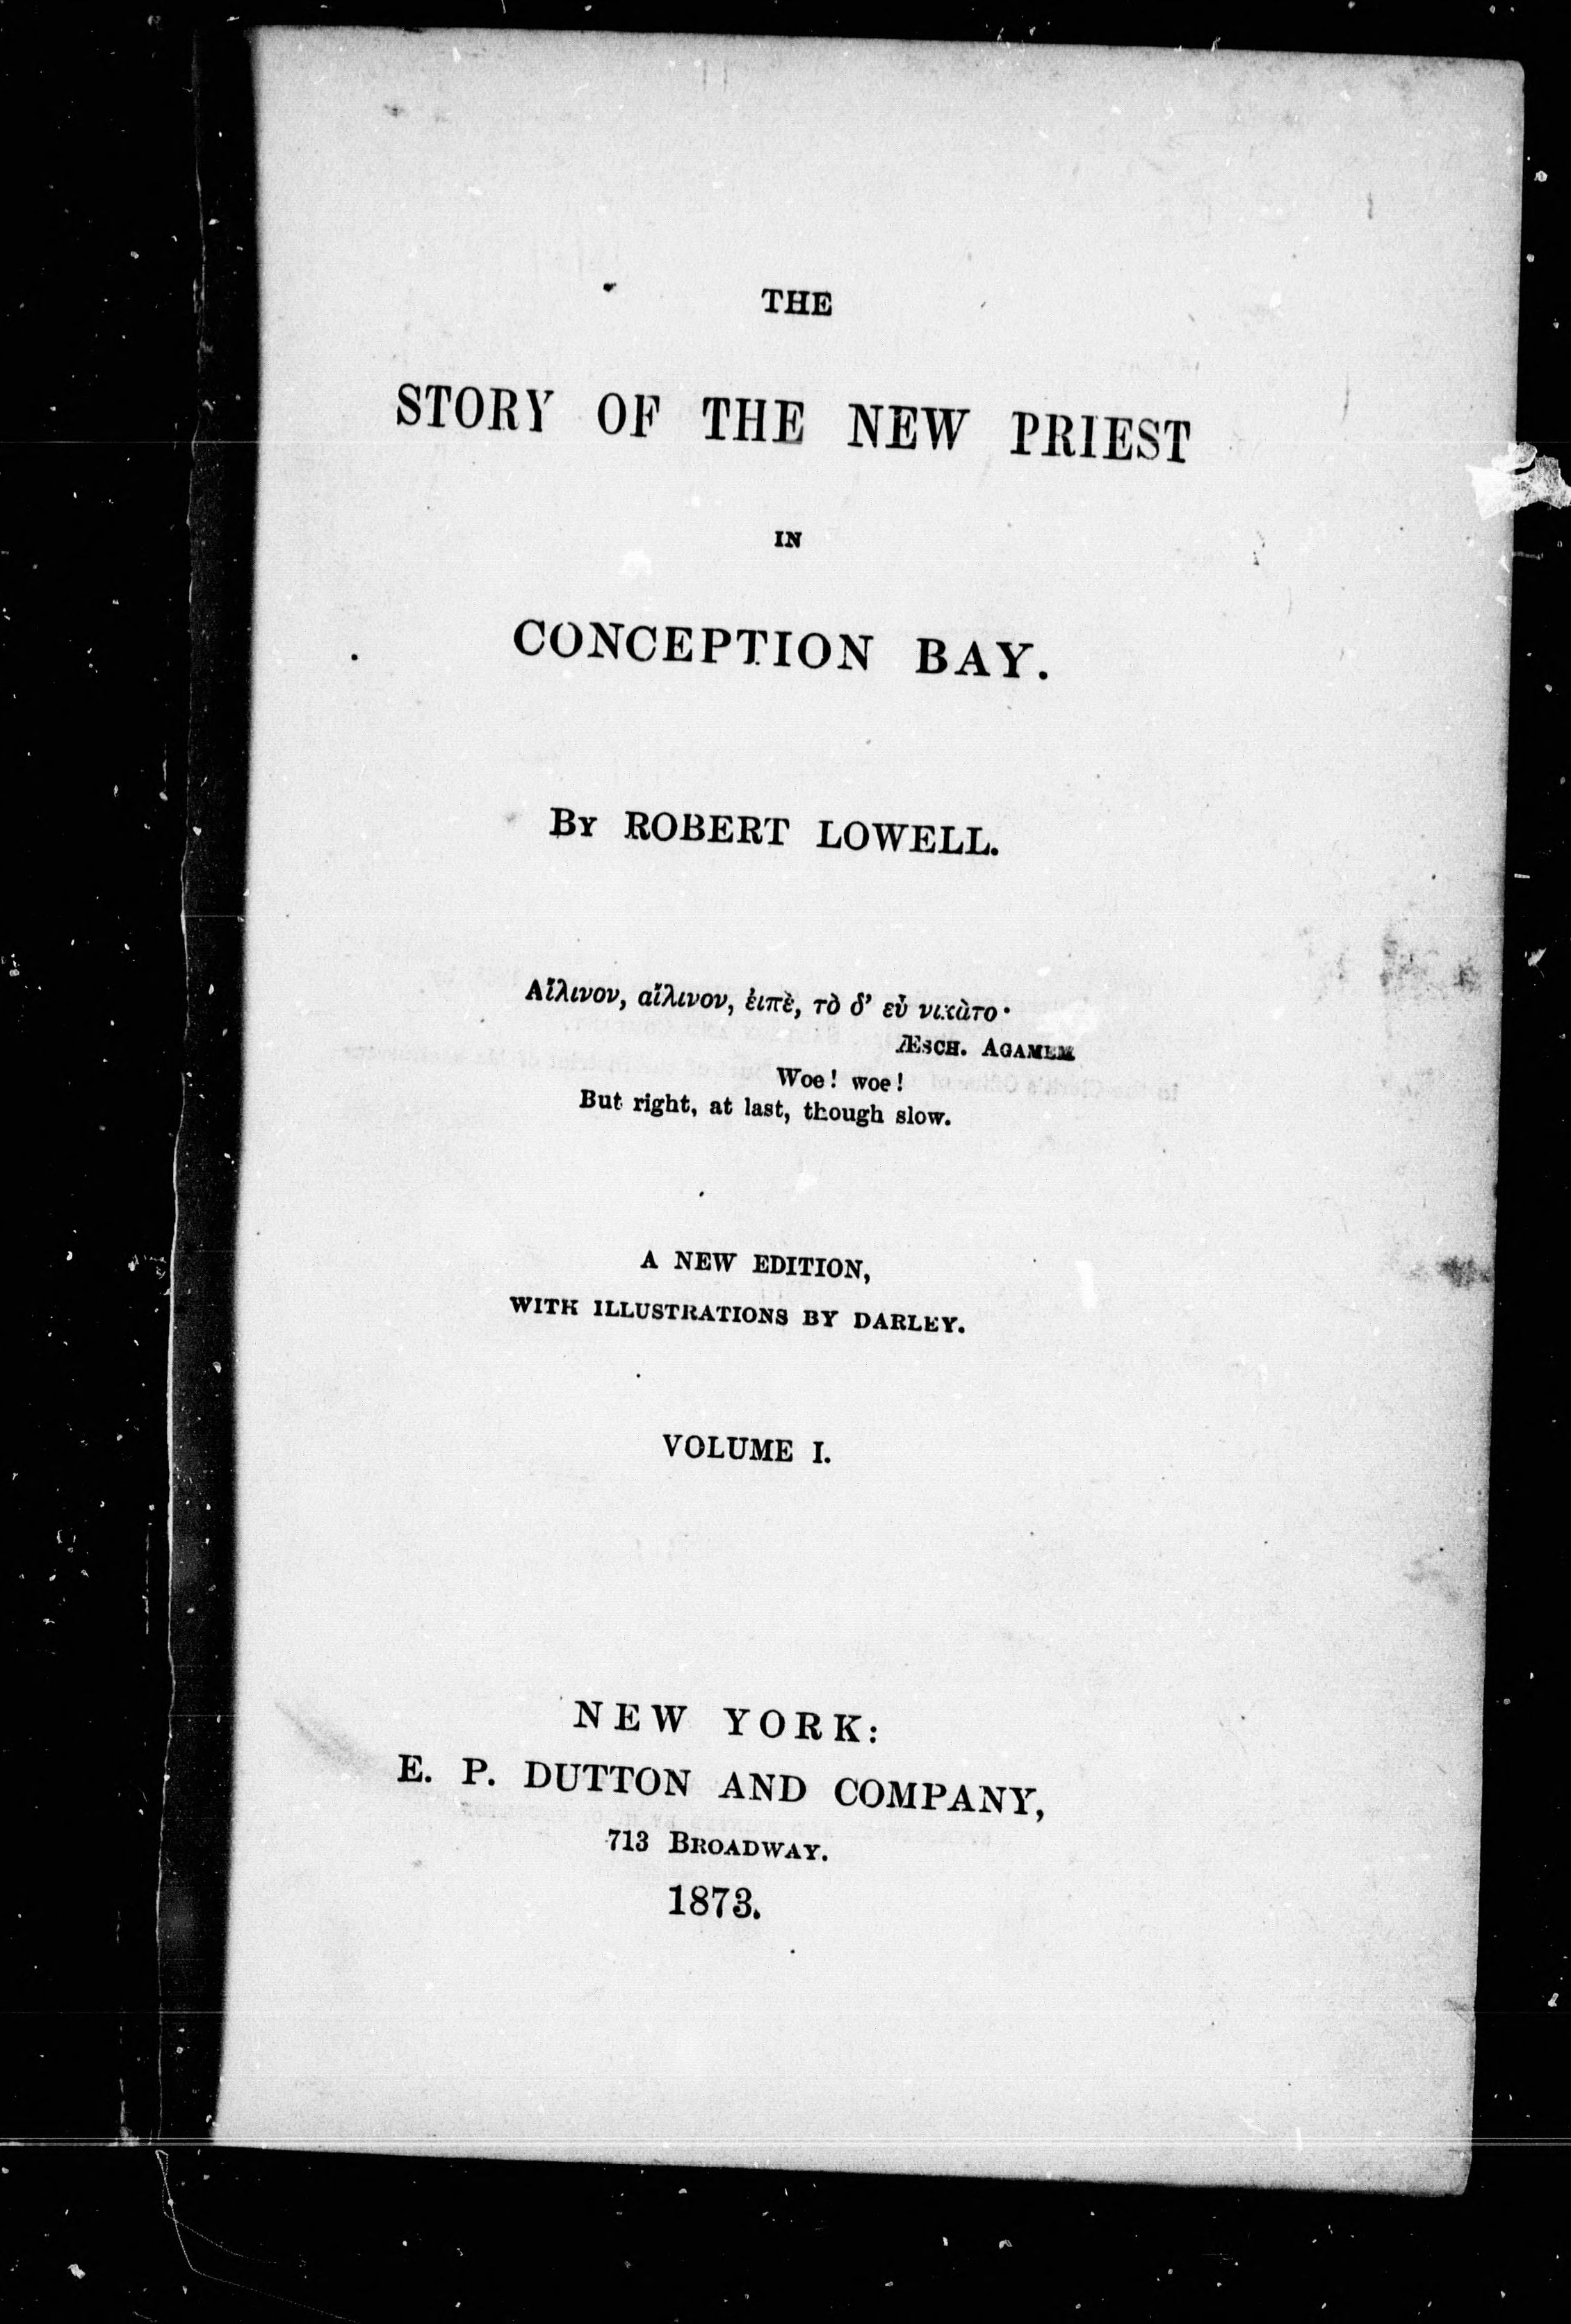 THE
STORY OF THE NEW PRIEST
IN
CONCEPTION BAY.
By ROBERT LOWELL.
Αἴλινον, αἴλινον, ἐιπὲ, τὸ δ’ εὖ νικὰτο·
ÆSCH. AGAMEM
Woe! woe!
But right, at last, though slow.
A NEW EDITION,
WITH ILLUSTRATIONS BY DARLEY.
VOLUME I.
NEW YORK:
E. P. DUTTON AND COMPANY,
713 BROADWAY.
1873.